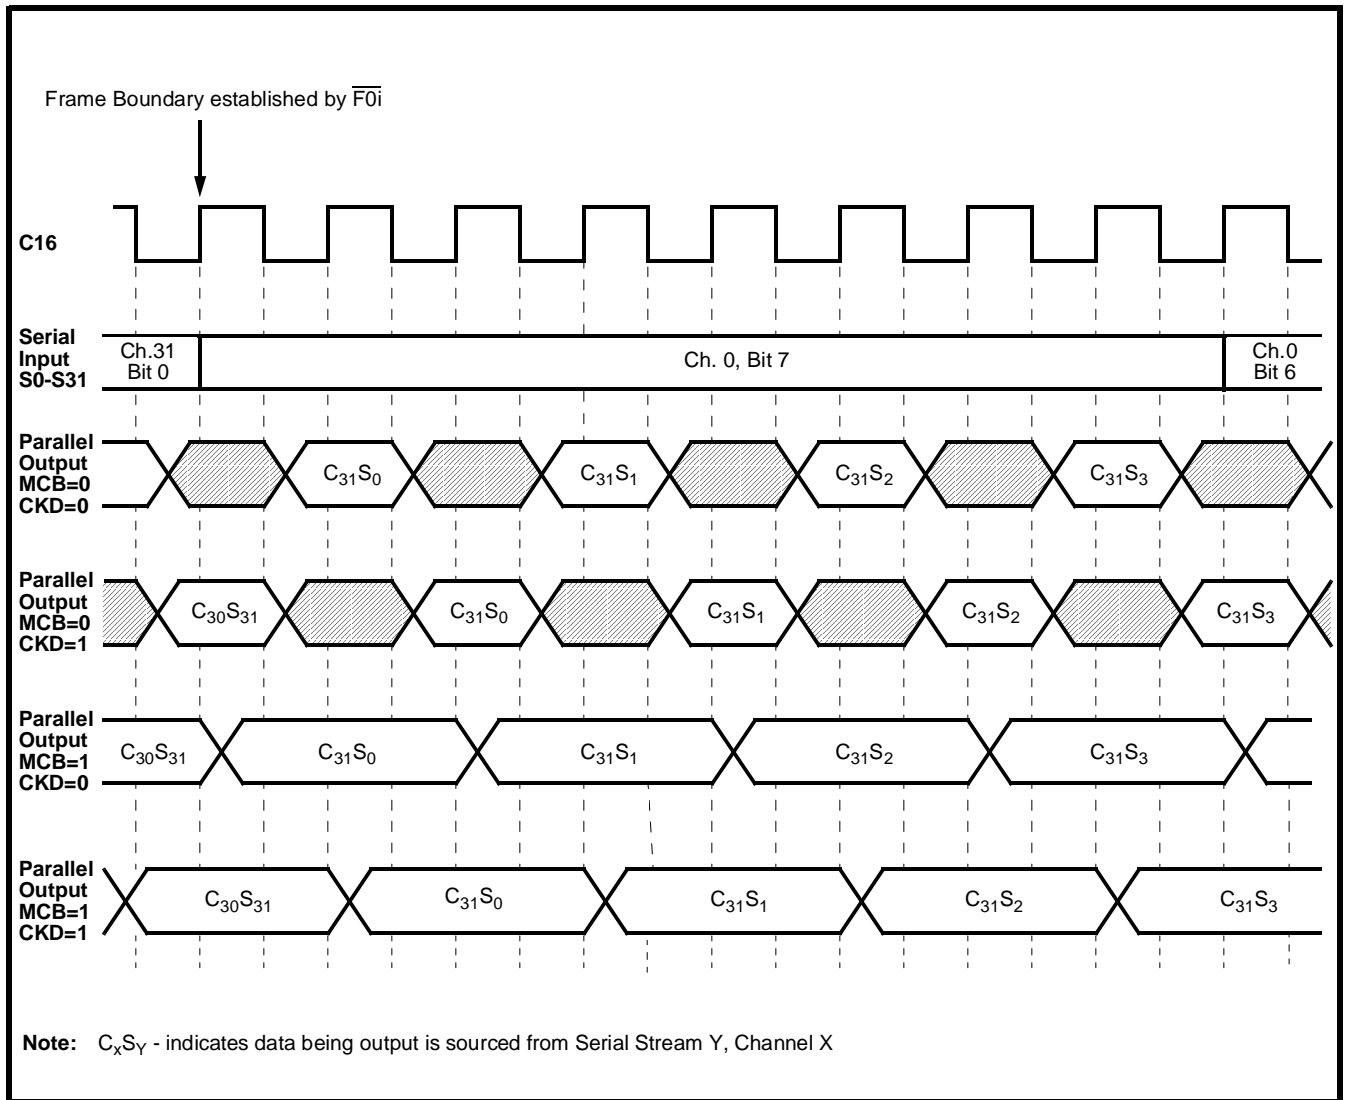 Frame Boundary established by F0i
C16
Serial
Input
S0-S31
Ch.31
Bit 0
Ch. 0, Bit 7
Ch.0
Bit 6
Parallel
Output
MCB=0
CKD=0
C31S0
C31S1
C31S2
C31S3
Parallel
Output
MCB=0
CKD=1
C30S31
C31S0
C31S1
C31S2
C31S3
Parallel
Output
MCB=1
CKD=0
C30S31
C31S0
C31S1
C31S2
C31S3
Parallel
Output
MCB=1
CKD=1
C30S31
C31S0
C31S1
C31S2
C31S3
Note: CxSY - indicates data being output is sourced from Serial Stream Y, Channel X